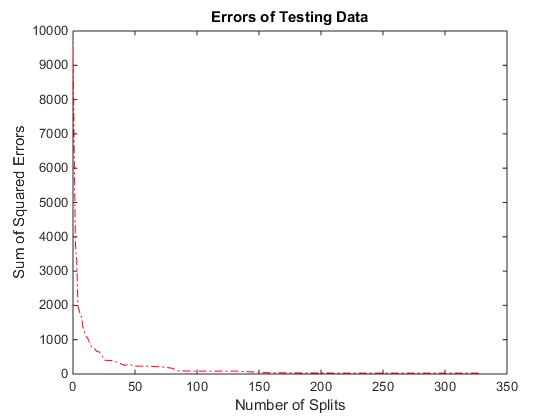 Errors of Testing Data
10000
9000
8000
7000
6000
5000
4000
3000
2000
1000
0
Sum of Squared Errors
0 50 100 150 200 250 300 350
Number of Splits